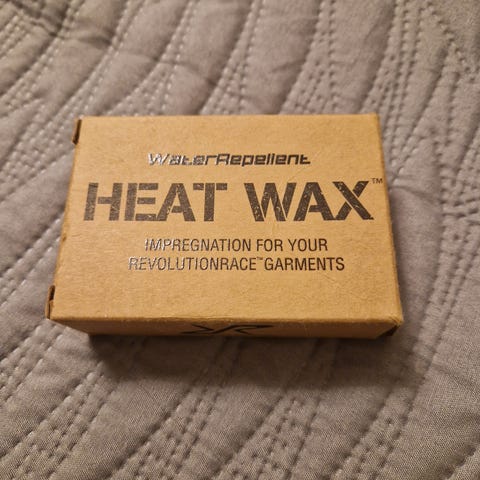 WaterRepellent
HEAT WAX™
IMPREGNATION FOR YOUR
REVOLUTIONRACE™ GARMENTS